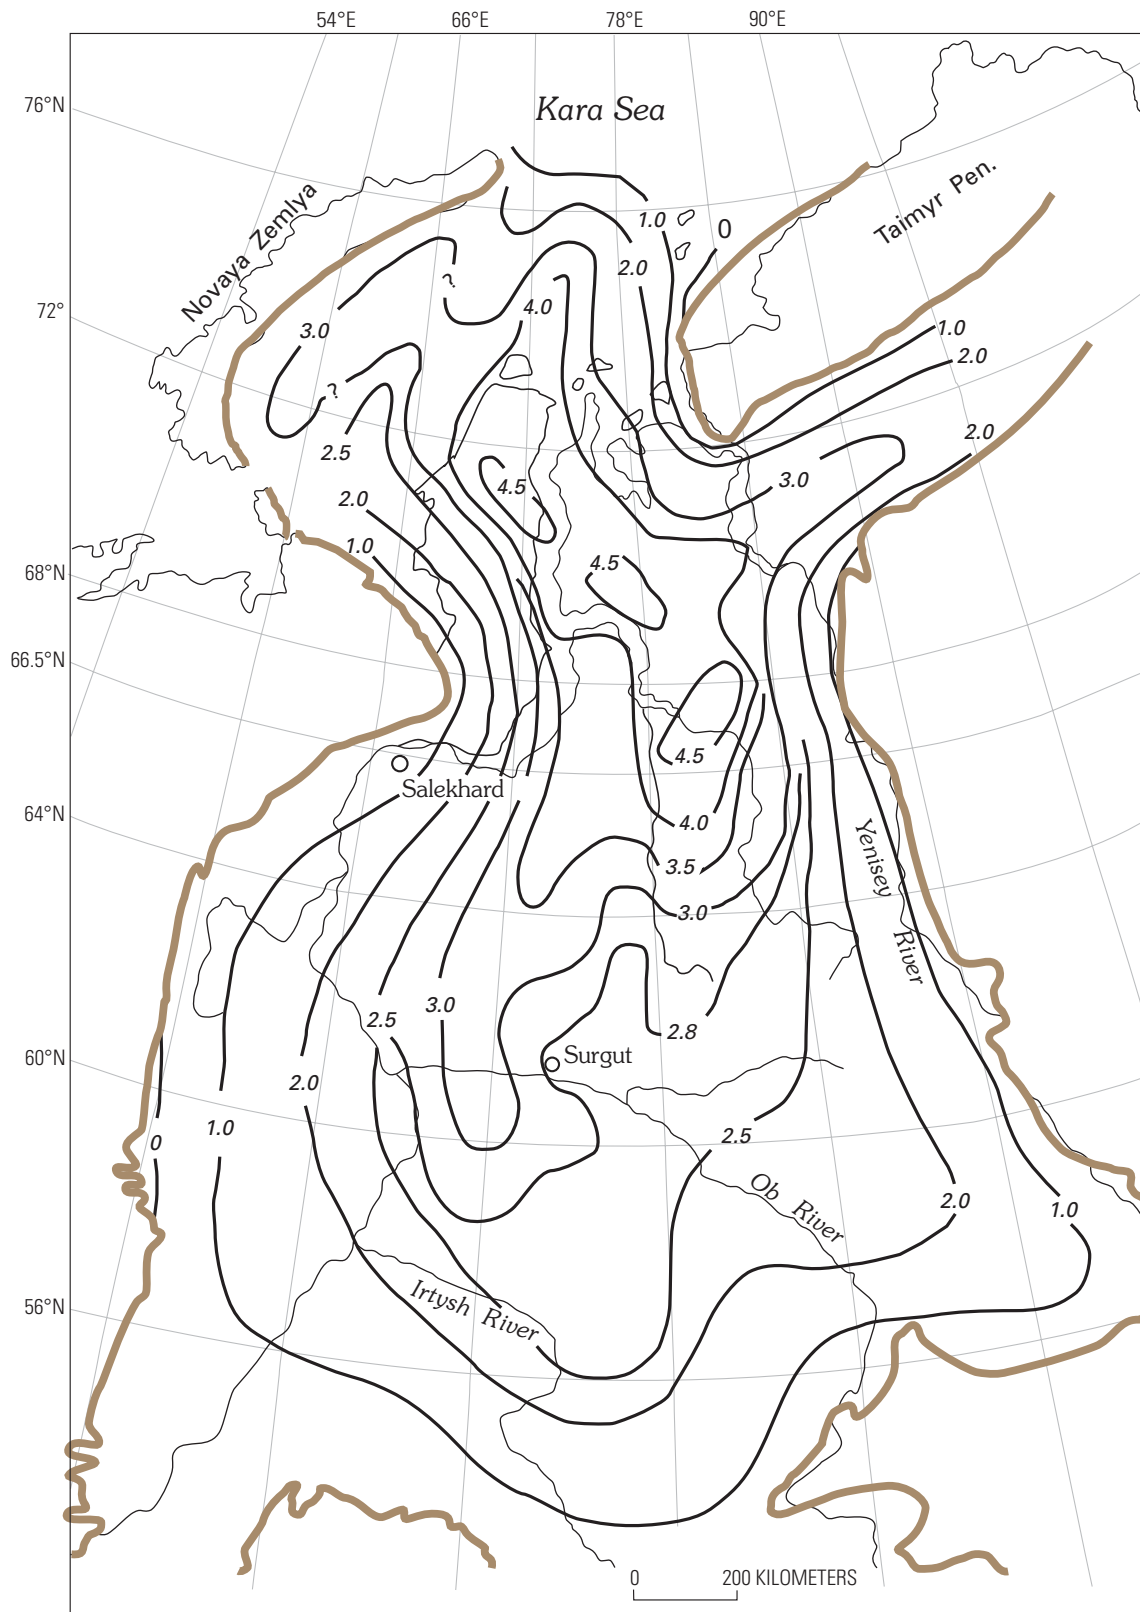 54°E 66°E 78°E 90°E
76°N
Kara Sea
Taimyr Pen.
Novaya Zemlya
1.0
0
2.0
72°
4.0
3.0
1.0
?
2.0
?
2.0
2.5
3.0
4.5
2.0
1.0
4.5
68°N
66.5°N
4.5
Salekhard
64°N
4.0
Yenisey River
3.5
3.0
3.0
2.5
2.8
Surgut
60°N
2.0
1.0
0
2.5
Ob River
2.0
1.0
Irtysh River
56°N
0 200 KILOMETERS